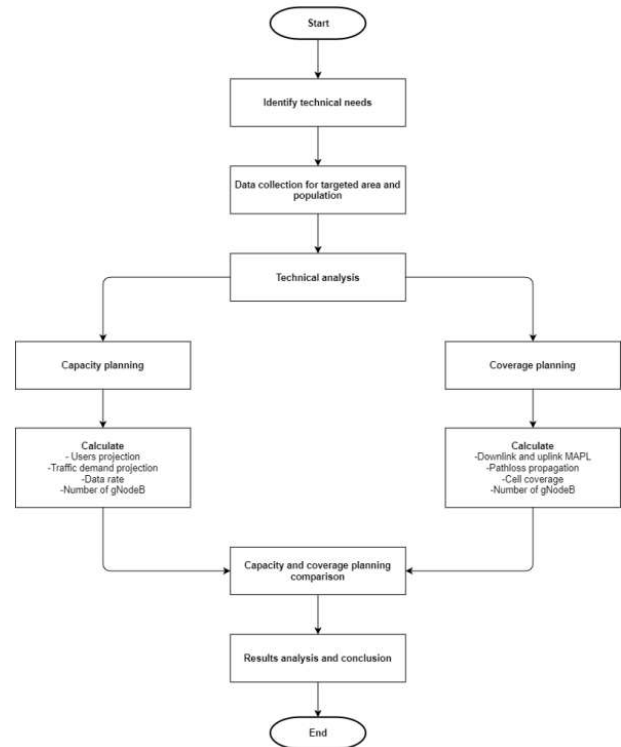 Start
Identify technical needs
Data collection for targeted area and
population
Technical analysis
Capacity planning
Coverage planning
Calculate
- Users projection
-Traffic demand projection
-Data rate
-Number of gNodeB
Calculate
-Downlink and uplink MAPL
-Pathloss propagation
-Cell coverage
-Number of gNodeB
Capacity and coverage planning
comparison
Results analysis and conclusion
End